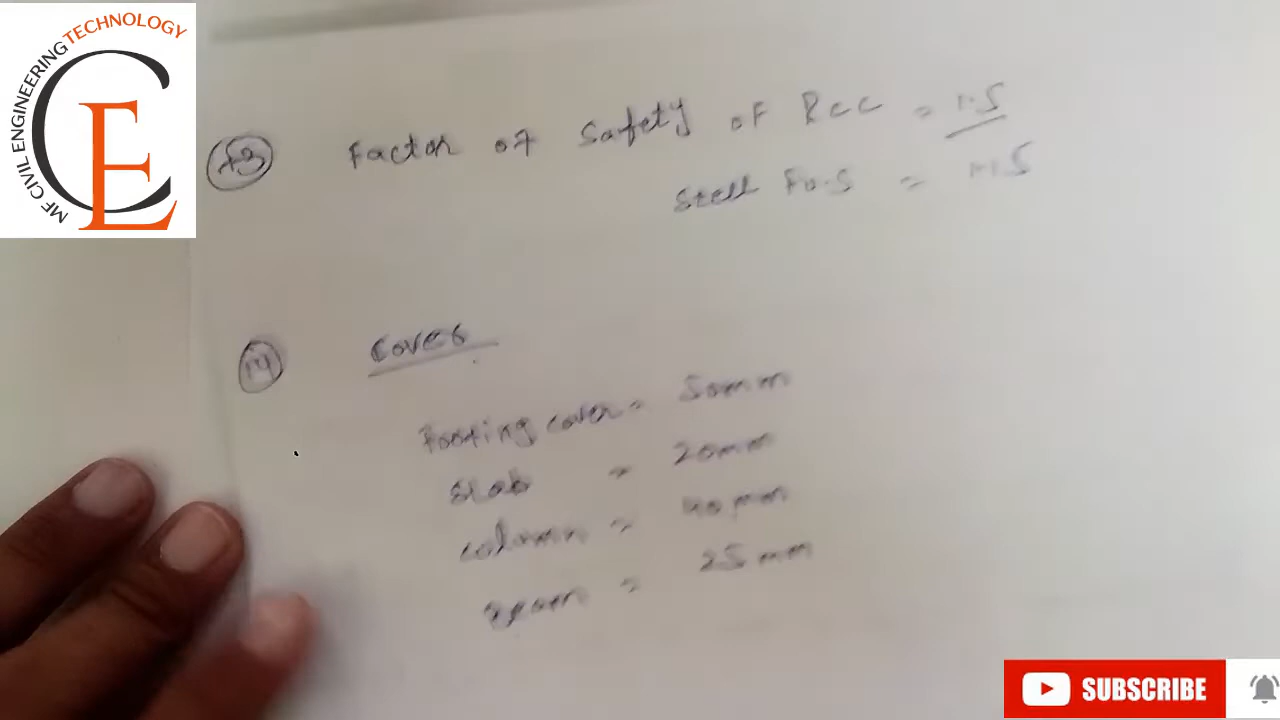 MF CIVIL ENGINEERING TECHNOLOGY
CE
13 Factor of Safety of RCC = 1.5
Steel F.O.S = 1.15
14 Cover
Footing cover = 50mm
Slab = 20mm
column = 40mm
= 25mm
SUBSCRIBE